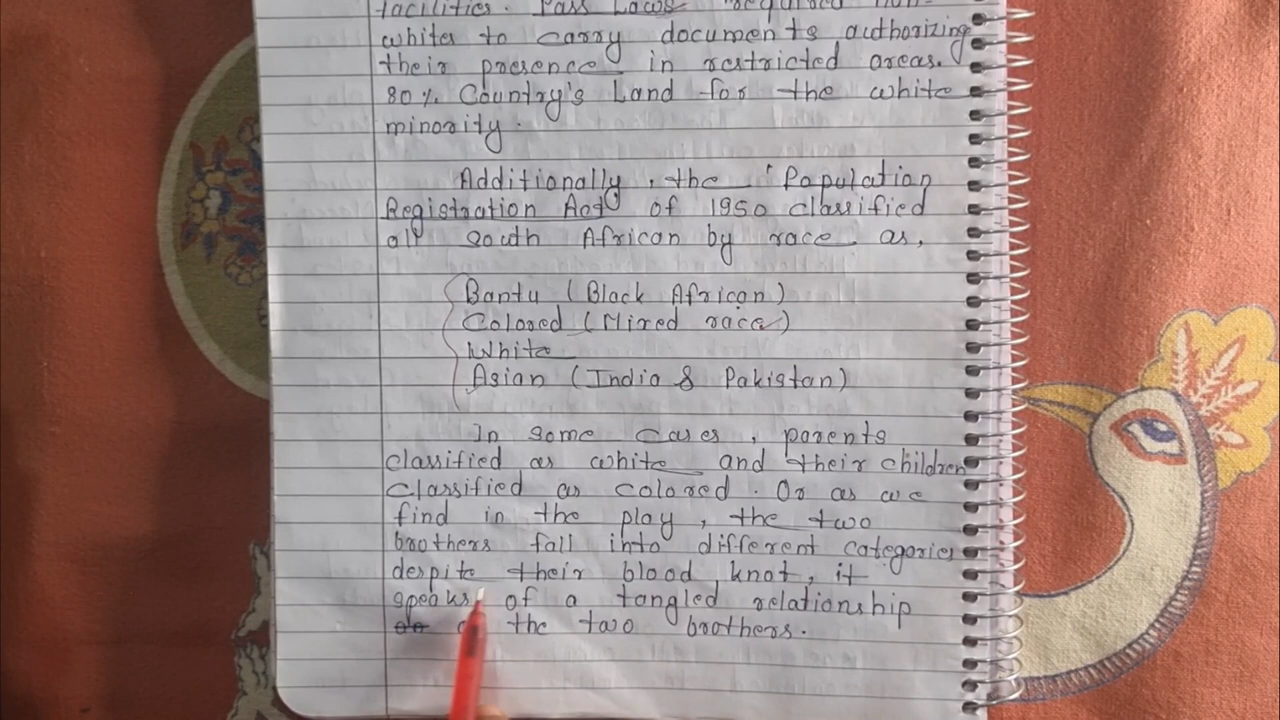 facilities. Pass Laws required non-
whites to carry documents authorizing
their presence in restricted areas.
80% Country's Land for the white
minority.
Additionally, the 'Population
Registration Act' of 1950 classified
all South African by race as,
Bantu (Black African)
Colored (Mixed race)
White
Asian (India & Pakistan)
In some cases, parents
classified as white and their children
classified as colored. Or as we
find in the play, the two
brothers fall into different categories
despite their blood knot, it
speaks of a tangled relationship
the two brothers.